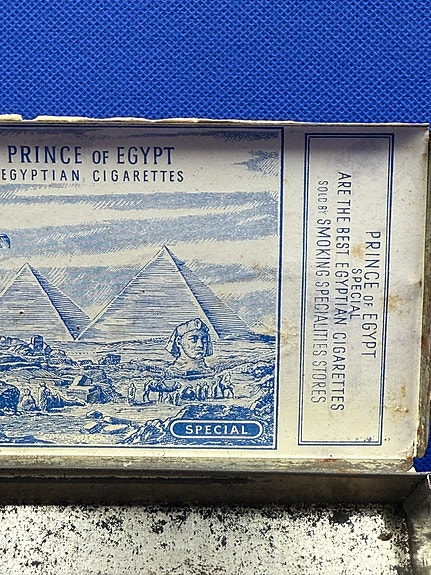 PRINCE OF EGYPT
EGYPTIAN CIGARETTES
SPECIAL
PRINCE OF EGYPT
SPECIAL
ARE THE BEST EGYPTIAN CIGARETTES
SOLD BY SMOKING SPECIALITIES STORES